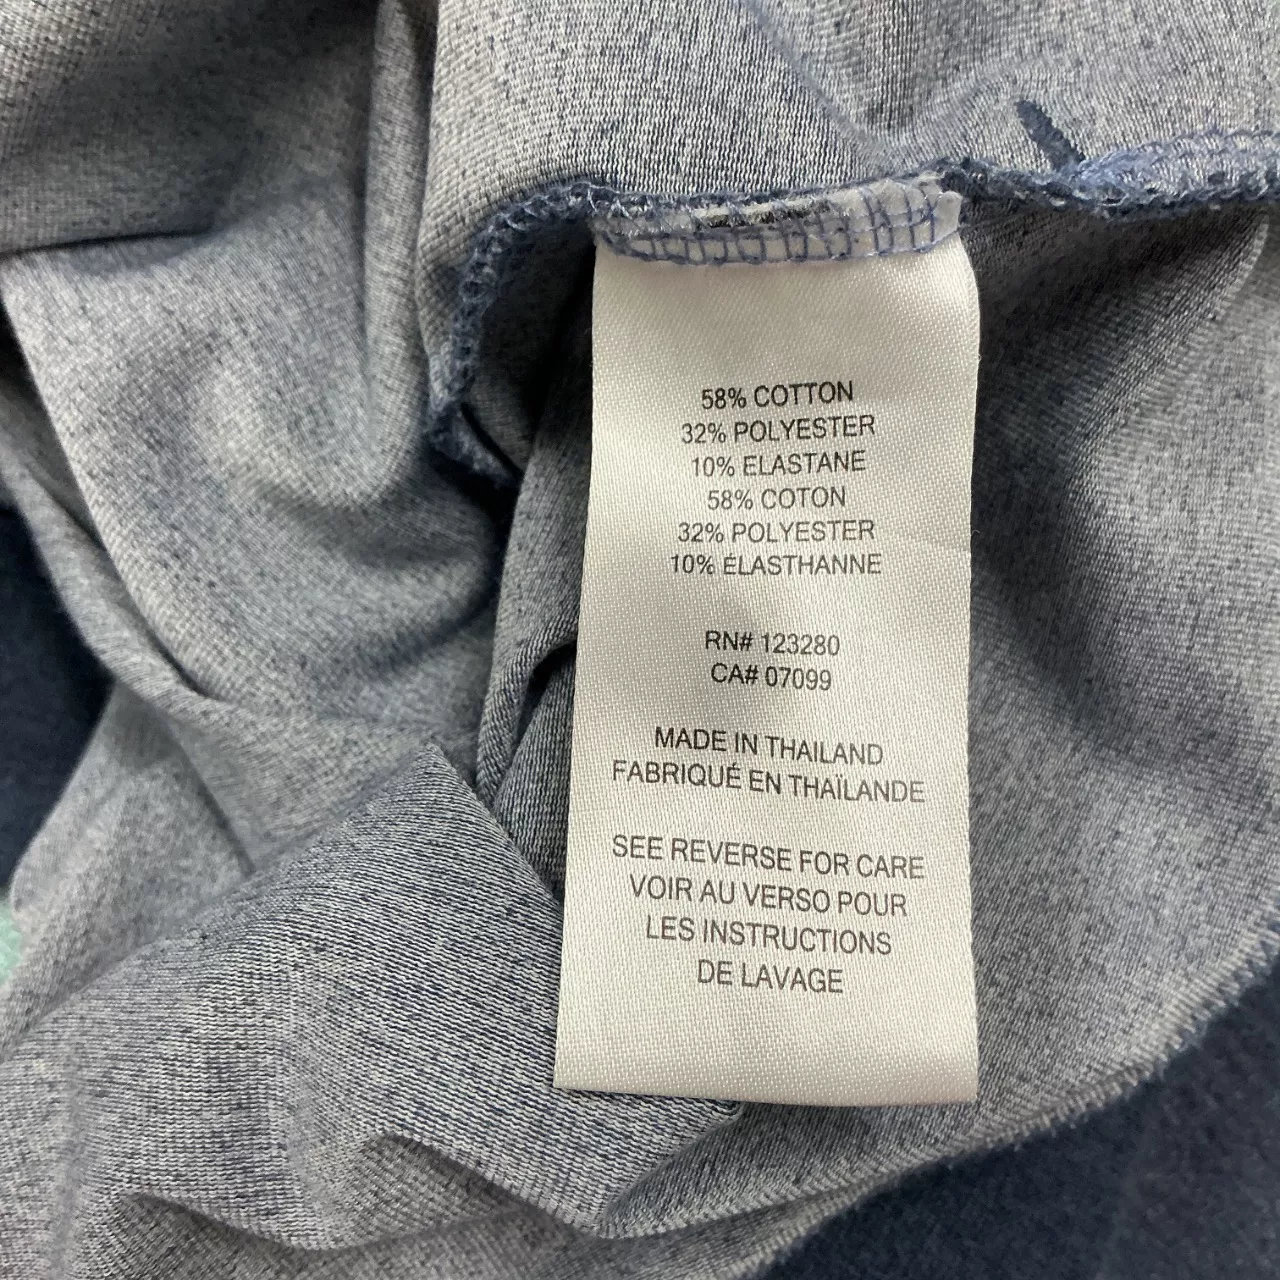 58% COTTON
32% POLYESTER
10% ELASTANE
58% COTON
32% POLYESTER
10% ÉLASTHANNE
RN# 123280
CA# 07099
MADE IN THAILAND
FABRIQUÉ EN THAÏLANDE
SEE REVERSE FOR CARE
VOIR AU VERSO POUR
LES INSTRUCTIONS
DE LAVAGE